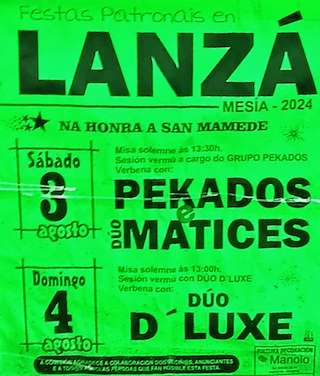 Festas Patronais en
LANZÁ
MESÍA - 2024
NA HONRA A SAN MAMEDE
Sábado
3
agosto
Misa solemne ás 13:30h.
Sesión vermú a cargo do GRUPO PEKADOS
Verbena con:
PEKADOS
e
DÚO MATICES
Domingo
4
agosto
Misa solemne ás 13:00h.
Sesión vermú con DÚO D´LUXE
Verbena con:
DÚO
D´LUXE
A COMISIÓN AGRADECE A COLABORACIÓN DOS VECIÑOS, ANUNCIANTES
E A TODAS AQUELAS PERSOAS QUE FAN POSIBLE ESTA FESTA.
PINTURA DECORACIÓN
Manolo